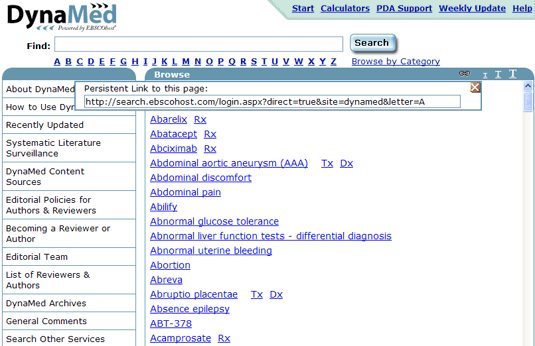 DynaMed
Powered by EBSCOhost
Start Calculators PDA Support Weekly Update Help
Find: Search
A B C D E F G H I J K L M N O P Q R S T U V W X Y Z Browse by Category
Browse T T T
Persistent Link to this page:
http://search.ebscohost.com/login.aspx?direct=true&site=dynamed&letter=A
About DynaMed
How to Use Dyn
Recently Updated
Systematic Literature
Surveillance
DynaMed Content
Sources
Editorial Policies for
Authors & Reviewers
Becoming a Reviewer or
Author
Editorial Team
List of Reviewers &
Authors
DynaMed Archives
General Comments
Search Other Services
Abarelix Rx
Abatacept Rx
Abciximab Rx
Abdominal aortic aneurysm (AAA) Tx Dx
Abdominal discomfort
Abdominal pain
Abilify
Abnormal glucose tolerance
Abnormal liver function tests - differential diagnosis
Abnormal uterine bleeding
Abortion
Abreva
Abruptio placentae Tx Dx
Absence epilepsy
ABT-378
Acamprosate Rx